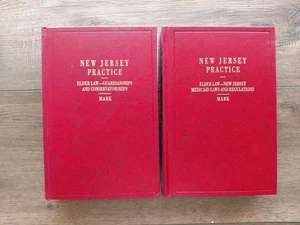 NEW JERSEY
PRACTICE
ELDER LAW—GUARDIANSHIPS
AND CONSERVATORSHIPS
MARK
NEW JERSEY
PRACTICE
ELDER LAW—NEW JERSEY
MEDICAID LAWS AND REGULATIONS
MARK